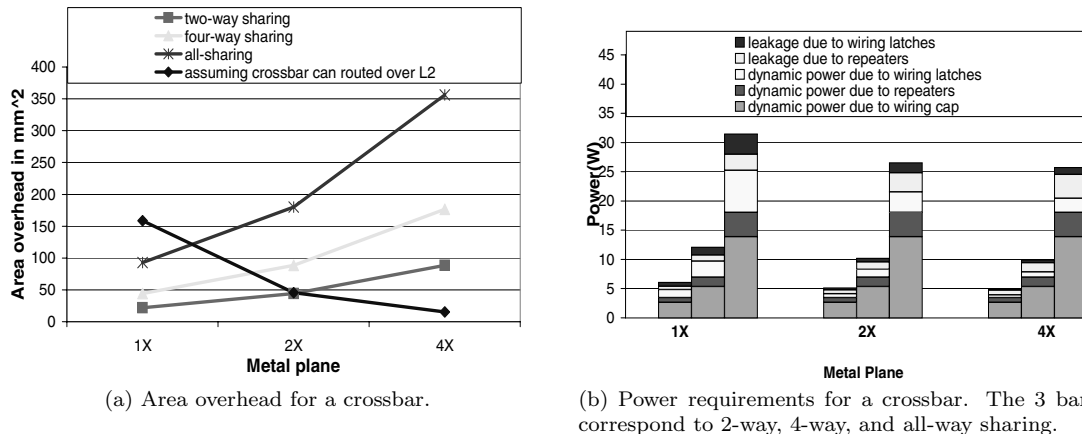 two-way sharing
four-way sharing
all-sharing
assuming crossbar can routed over L2
Area overhead in mm^2
400
350
300
250
200
150
100
50
0
1X
2X
4X
Metal plane
(a) Area overhead for a crossbar.
leakage due to wiring latches
leakage due to repeaters
dynamic power due to wiring latches
dynamic power due to repeaters
dynamic power due to wiring cap
Power(W)
45
40
35
30
25
20
15
10
5
0
1X
2X
4X
Metal Plane
(b) Power requirements for a crossbar. The 3 bar
correspond to 2-way, 4-way, and all-way sharing.